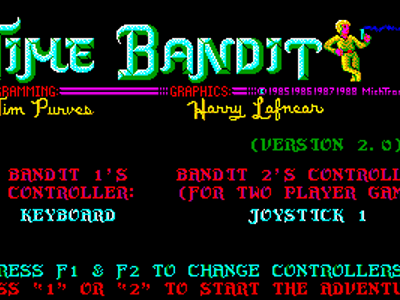 TIME BANDIT
GRAMMING: GRAPHICS: ©1985 1985 1987 1988 MichTro
Tim Purves Harry Lafnear
(VERSION 2.0)
BANDIT 1'S BANDIT 2'S CONTROLL
CONTROLLER: (FOR TWO PLAYER GAM
KEYBOARD JOYSTICK 1
RESS F1 & F2 TO CHANGE CONTROLLERS
SS "1" OR "2" TO START THE ADVENTU